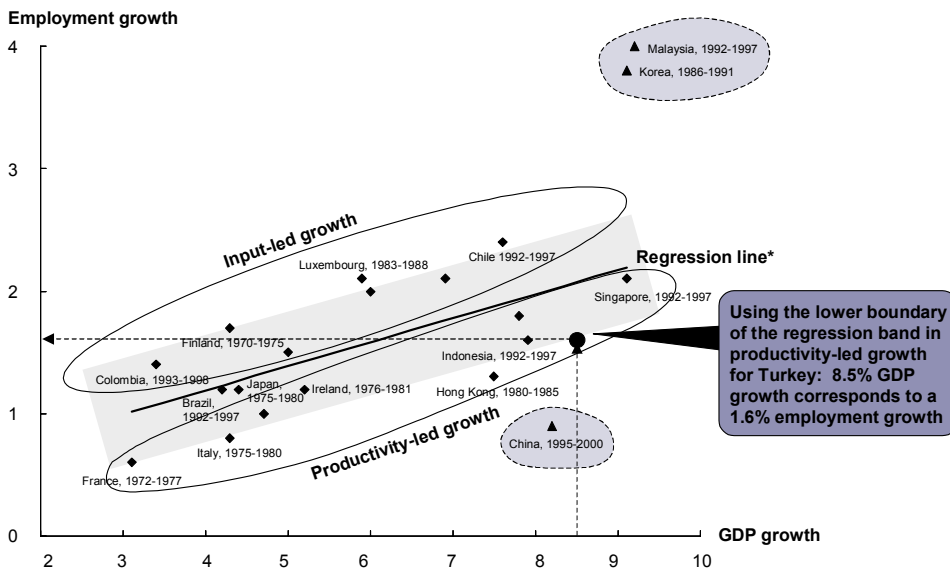 Employment growth
4
3
2
1
0
2
3
4
5
6
7
8
9
10
GDP growth
Malaysia, 1992-1997
Korea, 1986-1991
Input-led growth
Luxembourg, 1983-1988
Chile 1992-1997
Regression line*
Singapore, 1992-1997
Finland, 1970-1975
Indonesia, 1992-1997
Colombia, 1993-1998
Japan,
1975-1980
Ireland, 1976-1981
Hong Kong, 1980-1985
Brazil,
1992-1997
Italy, 1975-1980
Productivity-led growth
China, 1995-2000
France, 1972-1977
Using the lower boundary
of the regression band in
productivity-led growth
for Turkey: 8.5% GDP
growth corresponds to a
1.6% employment growth